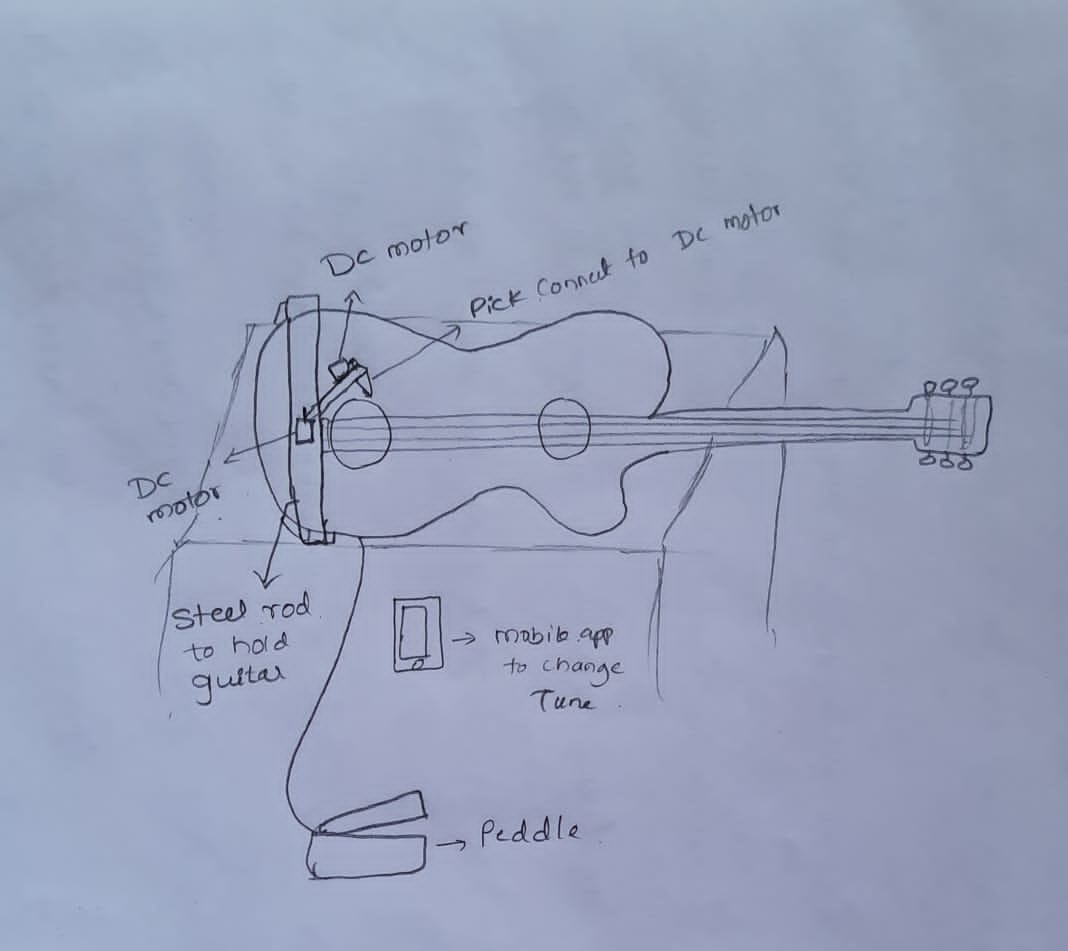 DC motor
Pick Connect to DC motor
DC
motor
Steel rod
to hold
guitar
mobile app
to change
Tune
Peddle